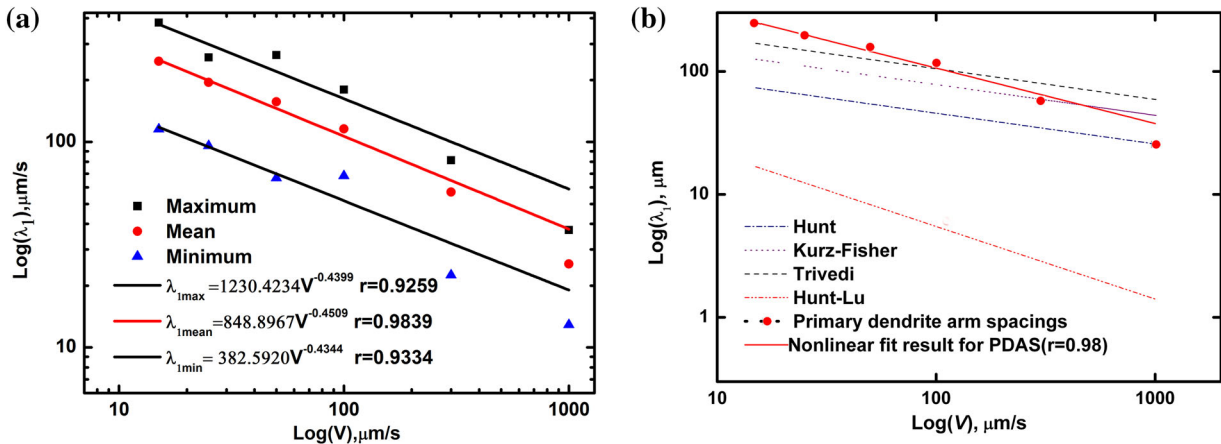 (a)
Log(λ₁),μm/s
100
10
Maximum
Mean
Minimum
λ₁max=1230.4234V^-0.4399 r=0.9259
λ₁mean=848.8967V^-0.4509 r=0.9839
λ₁min= 382.5920V^-0.4344 r=0.9334
10 100 1000
Log(V),μm/s
(b)
Log(λ₁), μm
100
10
1
Hunt
Kurz-Fisher
Trivedi
Hunt-Lu
Primary dendrite arm spacings
Nonlinear fit result for PDAS(r=0.98)
10 100 1000
Log(V), μm/s